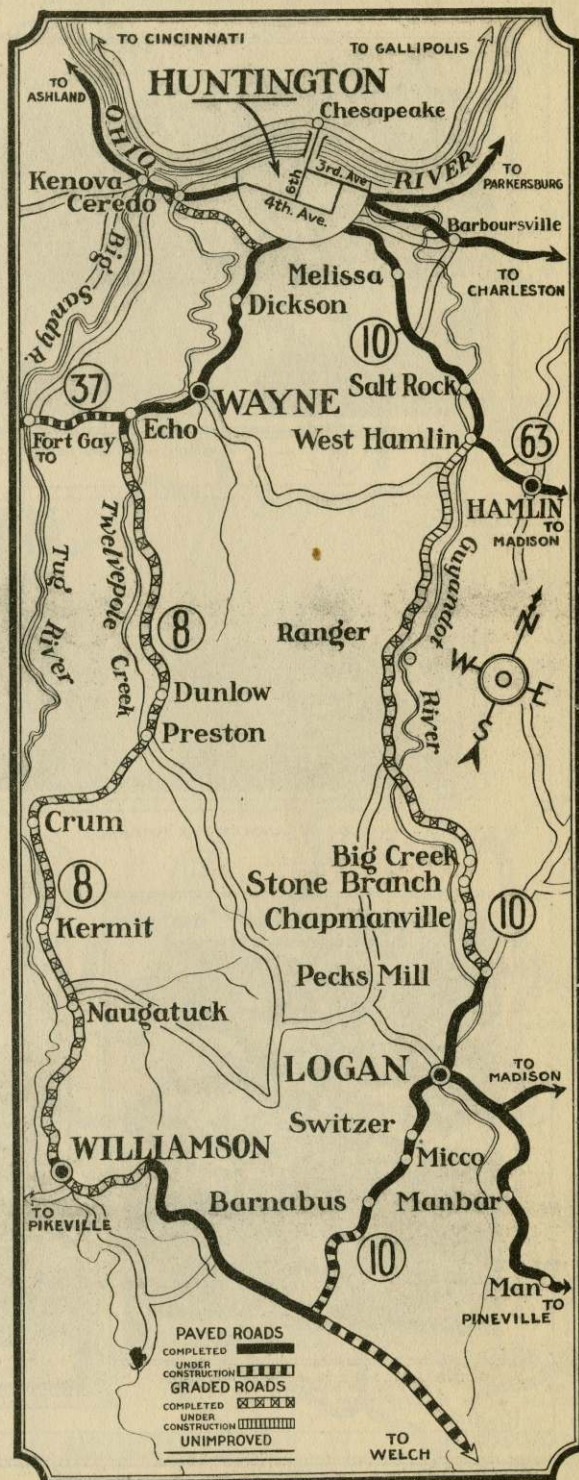 TO CINCINNATI
TO GALLIPOLIS
HUNTINGTON
TO
ASHLAND
Chesapeake
OHIO
RIVER
6th
3rd. Ave
4th. Ave.
TO
PARKERSBURG
Kenova
Ceredo
Barboursville
TO
CHARLESTON
Big Sandy R.
Melissa
Dickson
10
37
WAYNE
Salt Rock
Echo
Fort Gay
TO
West Hamlin
63
HAMLIN
TO
MADISON
Twelvepole
Creek
Tug
River
8
Guyandot
River
Ranger
N
W
E
S
Dunlow
Preston
Crum
Big Creek
Stone Branch
Chapmanville
10
8
Kermit
Pecks Mill
Naugatuck
LOGAN
TO
MADISON
Switzer
WILLIAMSON
Micco
Barnabus
Manbar
TO
PIKEVILLE
10
Man
TO
PINEVILLE
PAVED ROADS
COMPLETED
UNDER
CONSTRUCTION
GRADED ROADS
COMPLETED
UNDER
CONSTRUCTION
UNIMPROVED
TO
WELCH